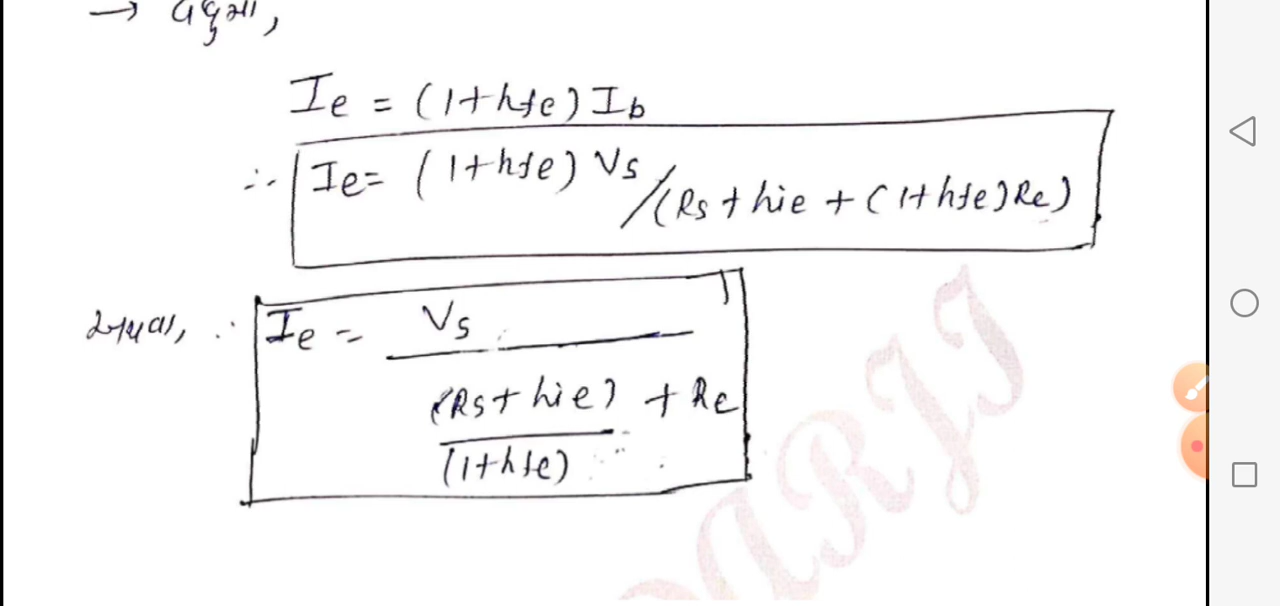 → વધુમા,
Ie = (1+hfe) Ib
∴ Ie = (1+hfe) Vs/(Rs + hie + (1+hfe) Re)
અથવા, ∴ Ie = Vs / ((Rs + hie) / (1+hfe) + Re)